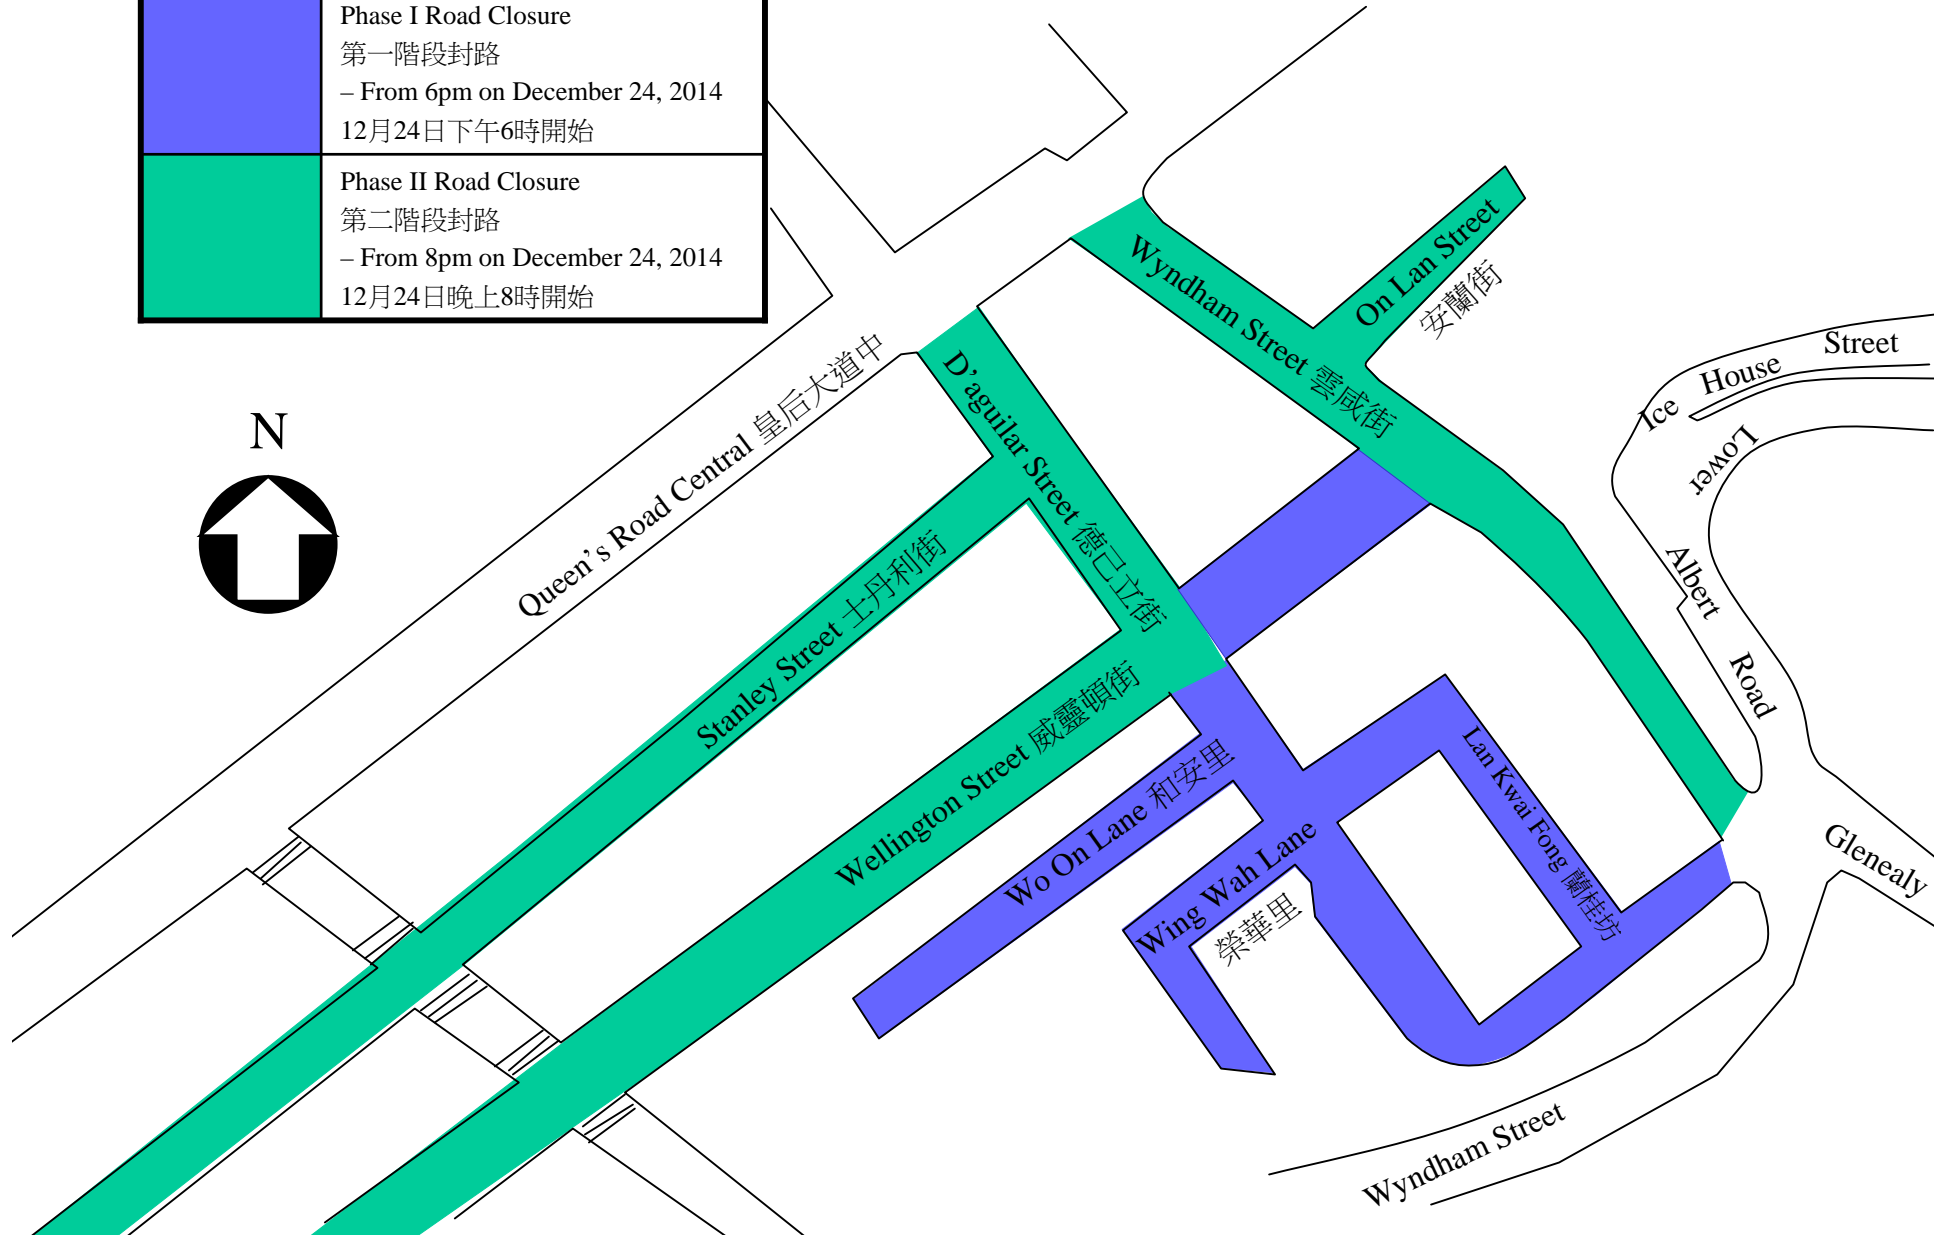 Phase I Road Closure
第一階段封路
– From 6pm on December 24, 2014
12月24日下午6時開始
Phase II Road Closure
第二階段封路
– From 8pm on December 24, 2014
12月24日晚上8時開始
N
Queen's Road Central 皇后大道中
Stanley Street 士丹利街
D'aguilar Street 德己立街
Wellington Street 威靈頓街
Wyndham Street 雲咸街
On Lan Street
安蘭街
Ice House Street
Lower
Albert
Road
Glenealy
Wo On Lane 和安里
Wing Wah Lane
榮華里
Lan Kwai Fong 蘭桂坊
Wyndham Street